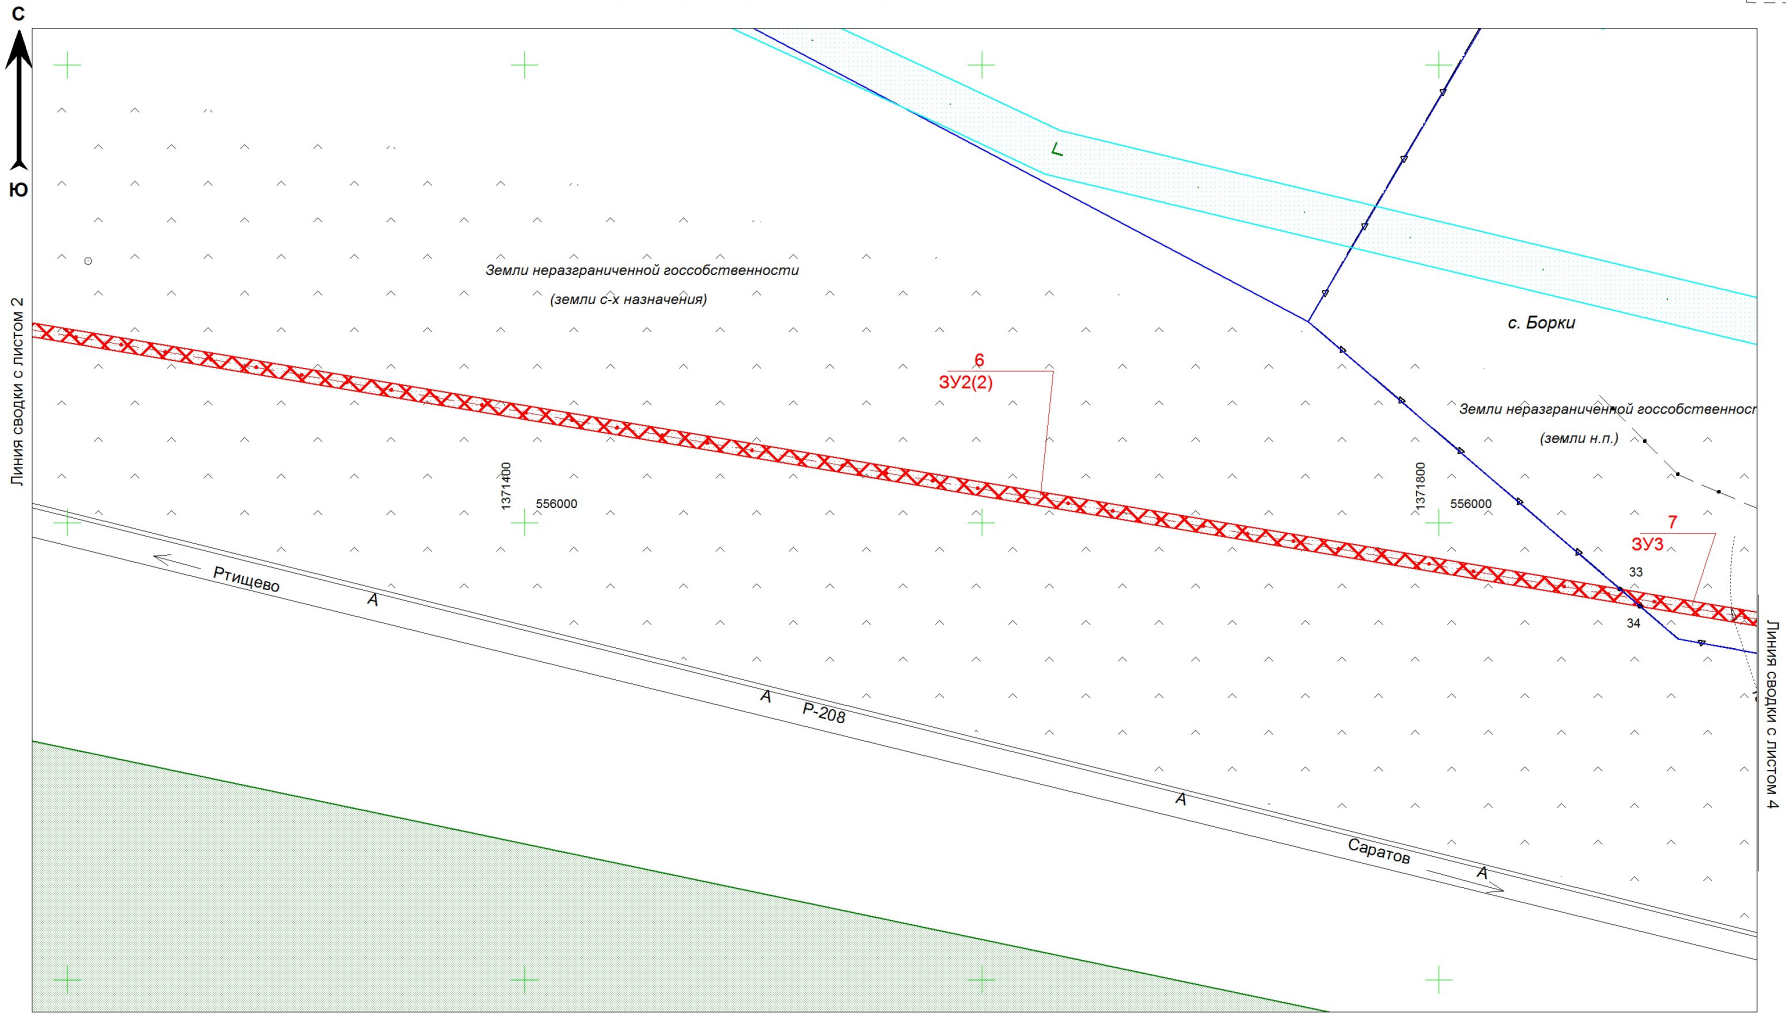 С
Ю
Линия сводки с листом 2
Земли неразграниченной госсобственности
(земли с-х назначения)
с. Борки
6
ЗУ2(2)
Земли неразграниченной госсобственност
(земли н.п.)
1371400
556000
1371800
556000
7
ЗУ3
33
34
Ртищево
А
А
Р-208
А
Саратов
А
Линия сводки с листом 4